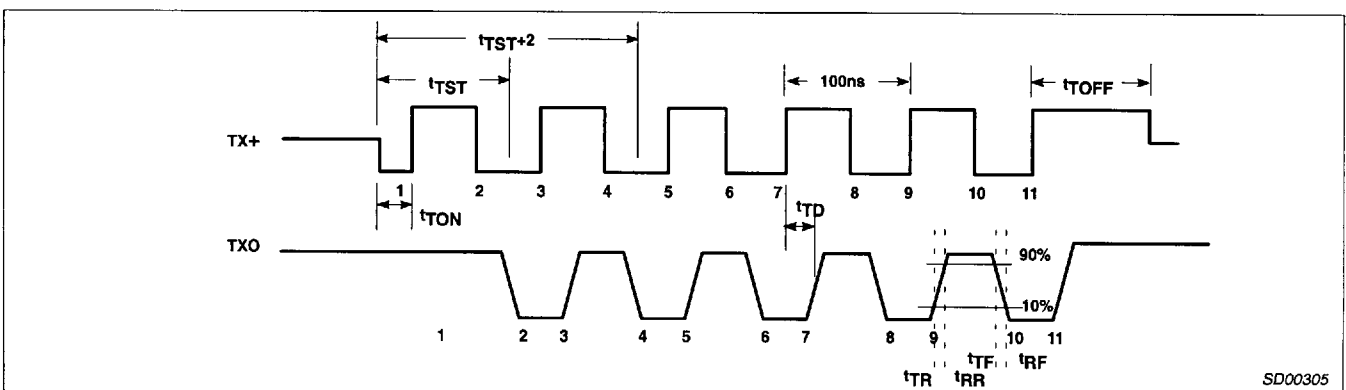 tTST+2
tTST
100ns
tTOFF
TX+
1 2 3 4 5 6 7 8 9 10 11
tTON
tTD
TXO
90%
10%
1 2 3 4 5 6 7 8 9 10 11
tTF tRF
tTR tRR
SD00305